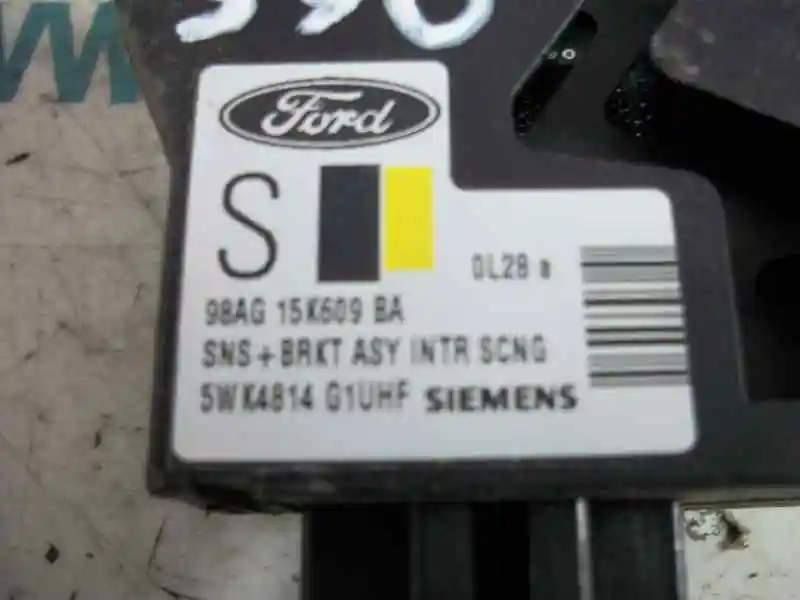 Ford
S
0L28 a
98AG 15K609 BA
SNS+BRKT ASY INTR SCNG
5WK4814 G1UHF SIEMENS